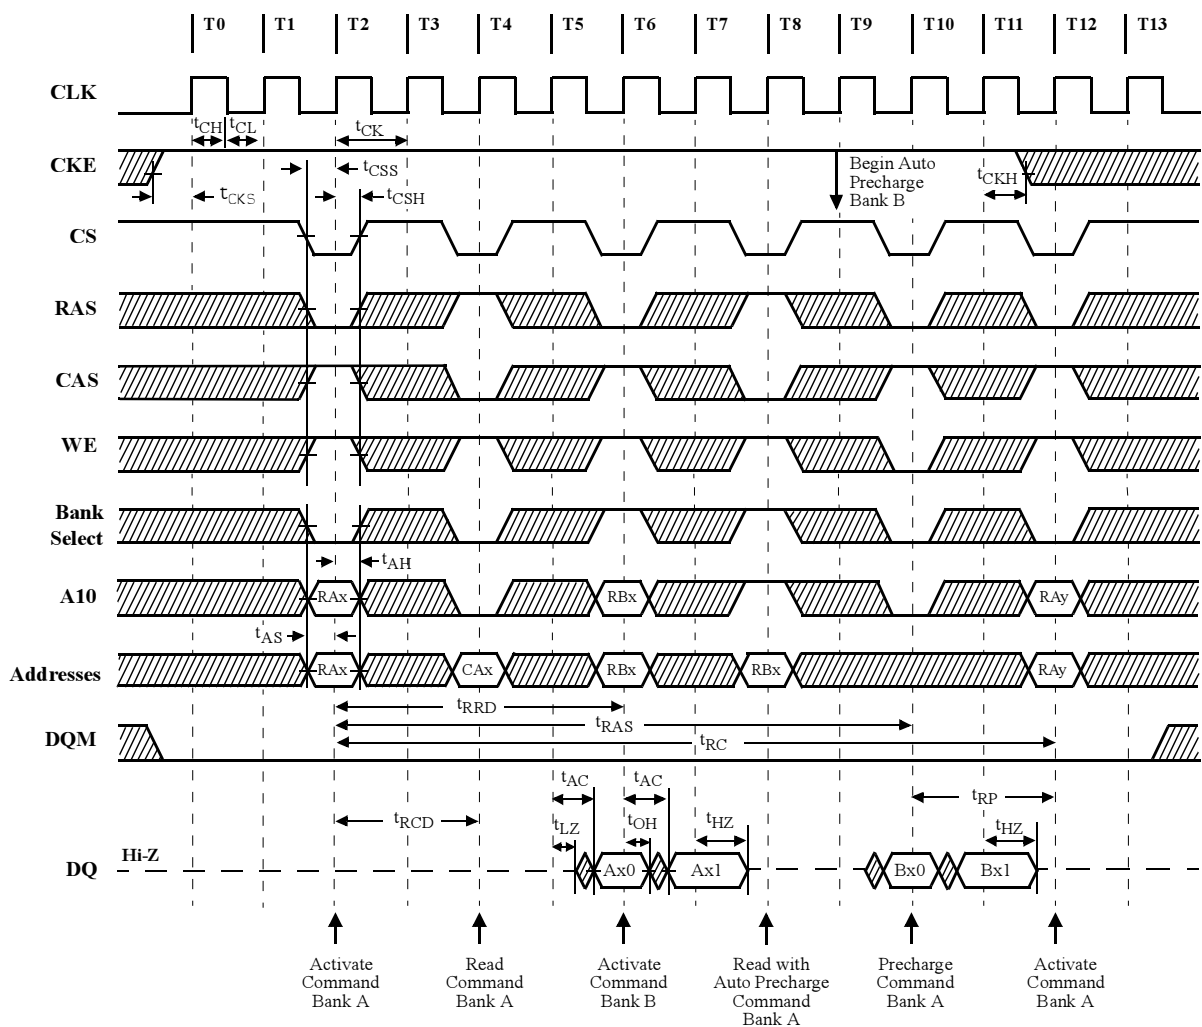 T0 T1 T2 T3 T4 T5 T6 T7 T8 T9 T10 T11 T12 T13
CLK
tCH tCL tCK
CKE
tCSS
Begin Auto
Precharge
Bank B
tCKH
tCKS
tCSH
CS
RAS
CAS
WE
Bank
Select
tAH
A10
RAx RBx RAy
tAS
Addresses
RAx CAx RBx RBx RAy
tRRD
tRAS
DQM
tRC
tAC tAC
tRP
tRCD
tLZ tOH tHZ tHZ
Hi-Z
DQ
Ax0 Ax1 Bx0 Bx1
Activate
Command
Bank A
Read
Command
Bank A
Activate
Command
Bank B
Read with
Auto Precharge
Command
Bank A
Precharge
Command
Bank A
Activate
Command
Bank A